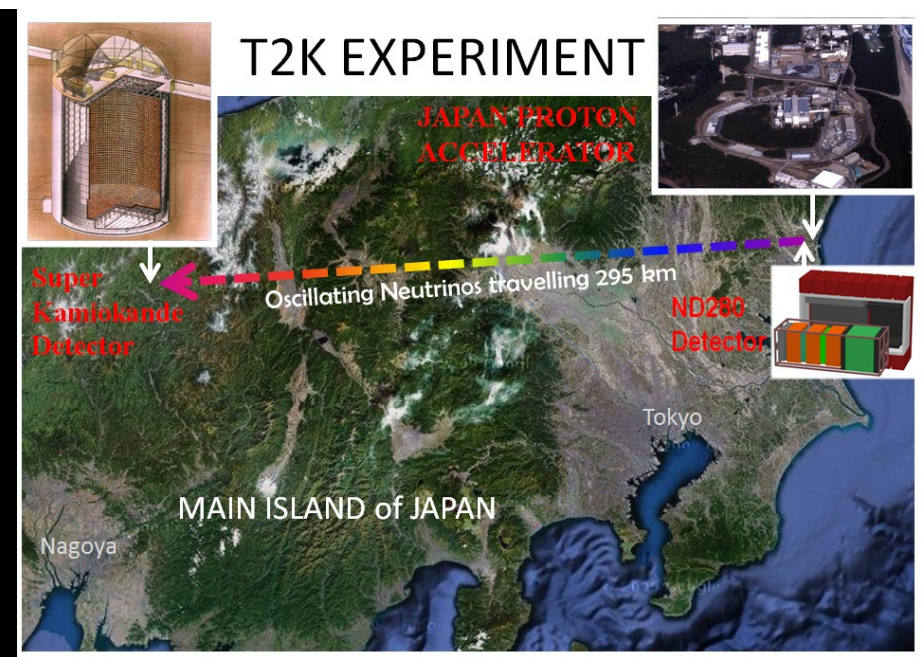 T2K EXPERIMENT
JAPAN PROTON
ACCELERATOR
Super
Kamiokande
Detector
Oscillating Neutrinos travelling 295 km
ND280
Detector
Tokyo
MAIN ISLAND of JAPAN
Nagoya